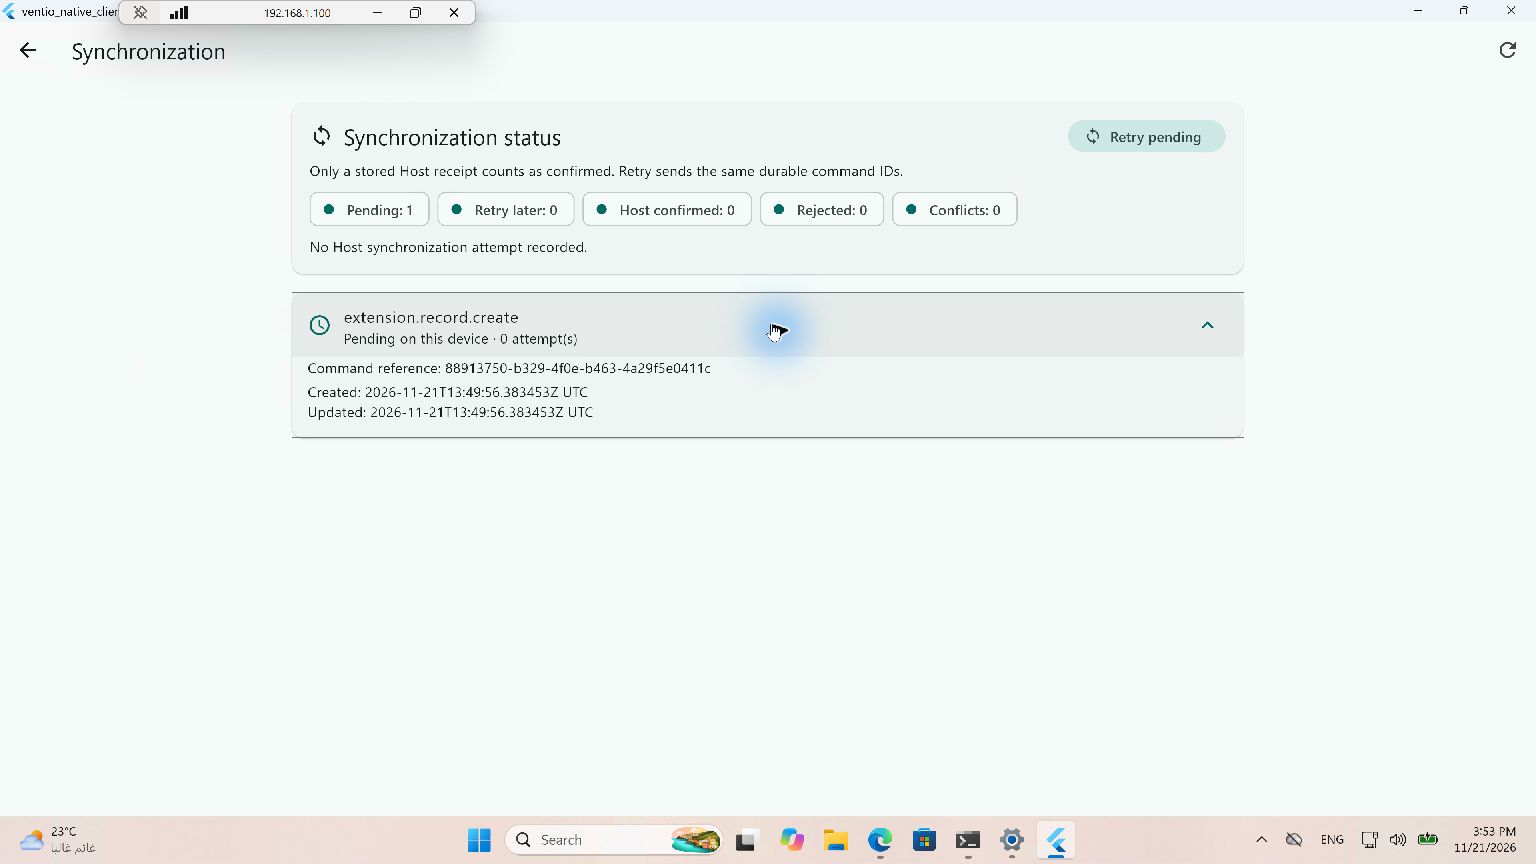 ventio_native_clien
192.168.1.100
Synchronization
Synchronization status
Retry pending
Only a stored Host receipt counts as confirmed. Retry sends the same durable command IDs.
Pending: 1
Retry later: 0
Host confirmed: 0
Rejected: 0
Conflicts: 0
No Host synchronization attempt recorded.
extension.record.create
Pending on this device · 0 attempt(s)
Command reference: 88913750-b329-4f0e-b463-4a29f5e0411c
Created: 2026-11-21T13:49:56.383453Z UTC
Updated: 2026-11-21T13:49:56.383453Z UTC
23°C
غائم غالبا
Search
ENG
3:53 PM
11/21/2026